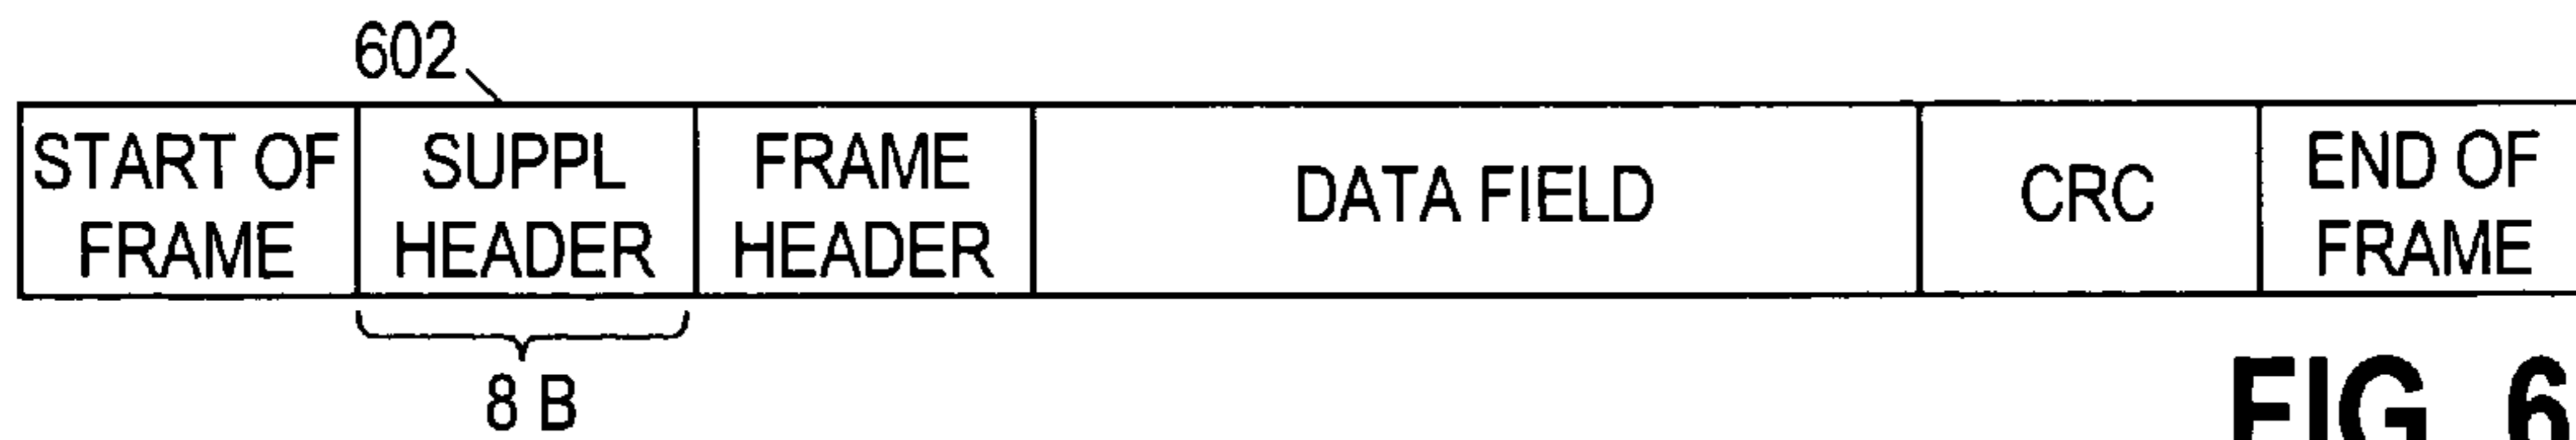 602
START OF
FRAME
SUPPL
HEADER
FRAME
HEADER
DATA FIELD
CRC
END OF
FRAME
8 B
FIG. 6